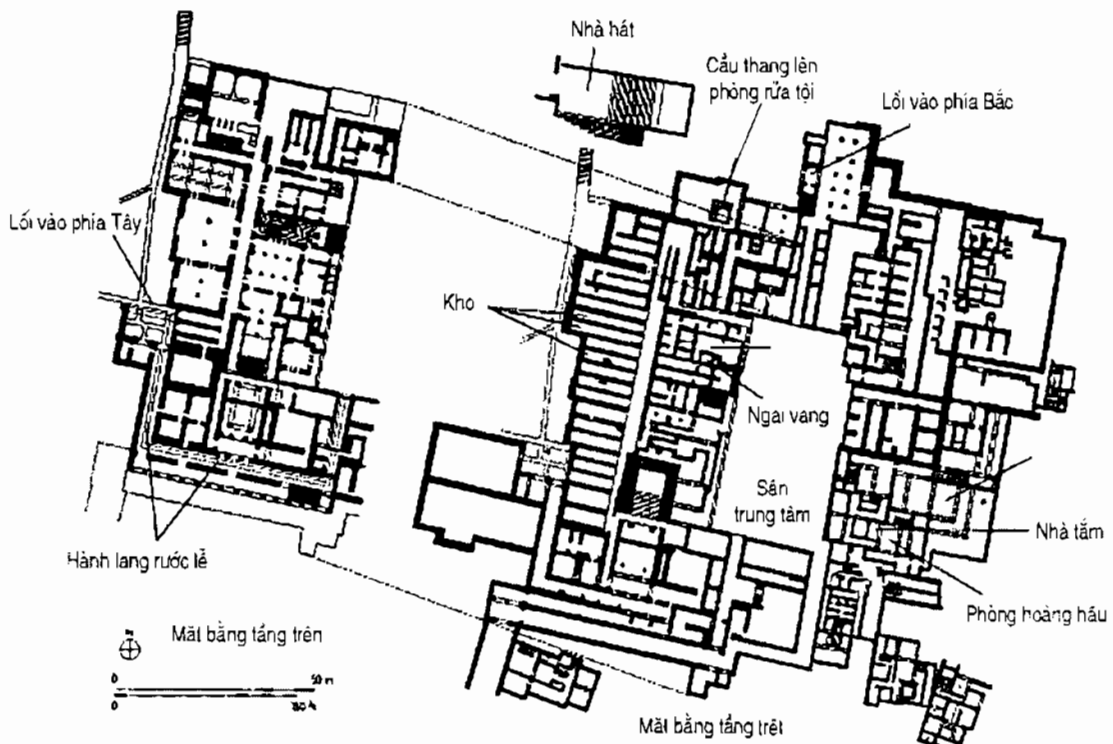 Nhà hát
Cầu thang lên
phòng rửa tội
Lối vào phía Bắc
Lối vào phía Tây
Kho
Ngai vàng
Sân
trung tâm
Nhà tắm
Phòng hoàng hầu
Hành lang rước lễ
Mặt bằng tầng trên
0 50 m
0
Mặt bằng tầng trệt